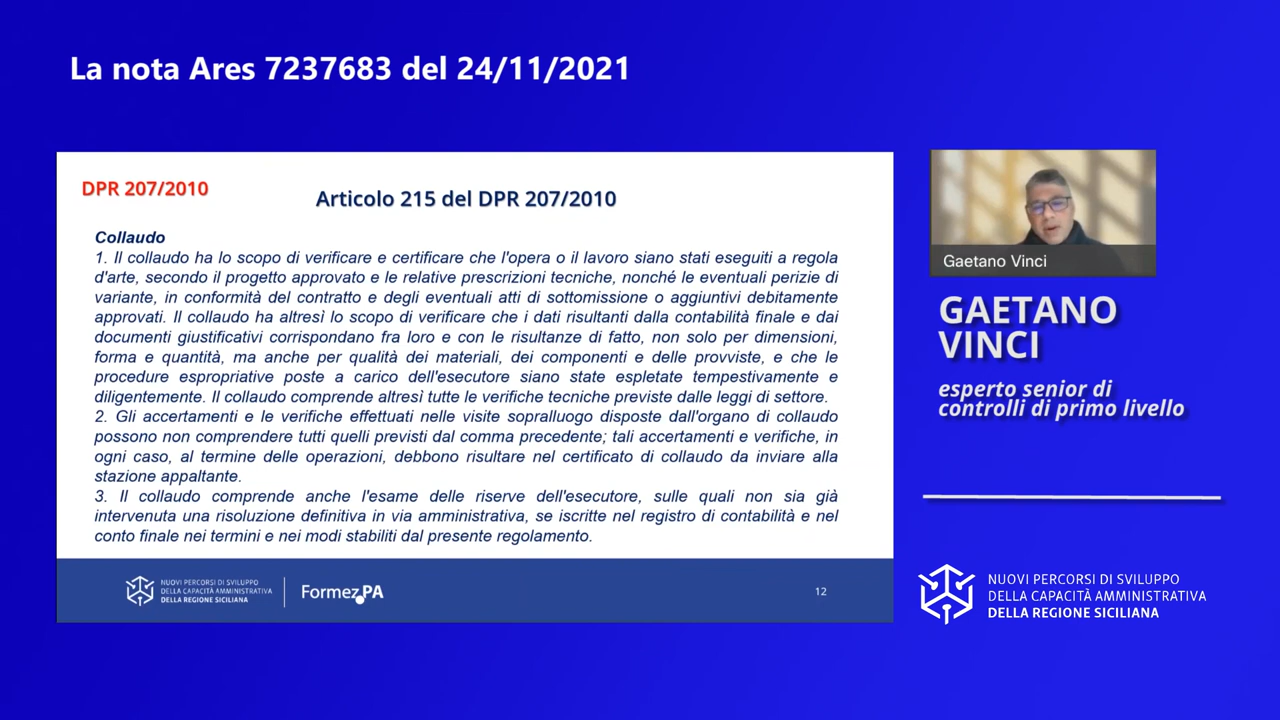 La nota Ares 7237683 del 24/11/2021
DPR 207/2010
Articolo 215 del DPR 207/2010
Collaudo
1. Il collaudo ha lo scopo di verificare e certificare che l'opera o il lavoro siano stati eseguiti a regola
d'arte, secondo il progetto approvato e le relative prescrizioni tecniche, nonché le eventuali perizie di
variante, in conformità del contratto e degli eventuali atti di sottomissione o aggiuntivi debitamente
approvati. Il collaudo ha altresì lo scopo di verificare che i dati risultanti dalla contabilità finale e dai
documenti giustificativi corrispondano fra loro e con le risultanze di fatto, non solo per dimensioni,
forma e quantità, ma anche per qualità dei materiali, dei componenti e delle provviste, e che le
procedure espropriative poste a carico dell'esecutore siano state espletate tempestivamente e
diligentemente. Il collaudo comprende altresì tutte le verifiche tecniche previste dalle leggi di settore.
2. Gli accertamenti e le verifiche effettuati nelle visite sopralluogo disposte dall'organo di collaudo
possono non comprendere tutti quelli previsti dal comma precedente; tali accertamenti e verifiche, in
ogni caso, al termine delle operazioni, debbono risultare nel certificato di collaudo da inviare alla
stazione appaltante.
3. Il collaudo comprende anche l'esame delle riserve dell'esecutore, sulle quali non sia già
intervenuta una risoluzione definitiva in via amministrativa, se iscritte nel registro di contabilità e nel
conto finale nei termini e nei modi stabiliti dal presente regolamento.
NUOVI PERCORSI DI SVILUPPO
DELLA CAPACITÀ AMMINISTRATIVA
DELLA REGIONE SICILIANA
FormezPA
12
Gaetano Vinci
GAETANO
VINCI
esperto senior di
controlli di primo livello
NUOVI PERCORSI DI SVILUPPO
DELLA CAPACITÀ AMMINISTRATIVA
DELLA REGIONE SICILIANA